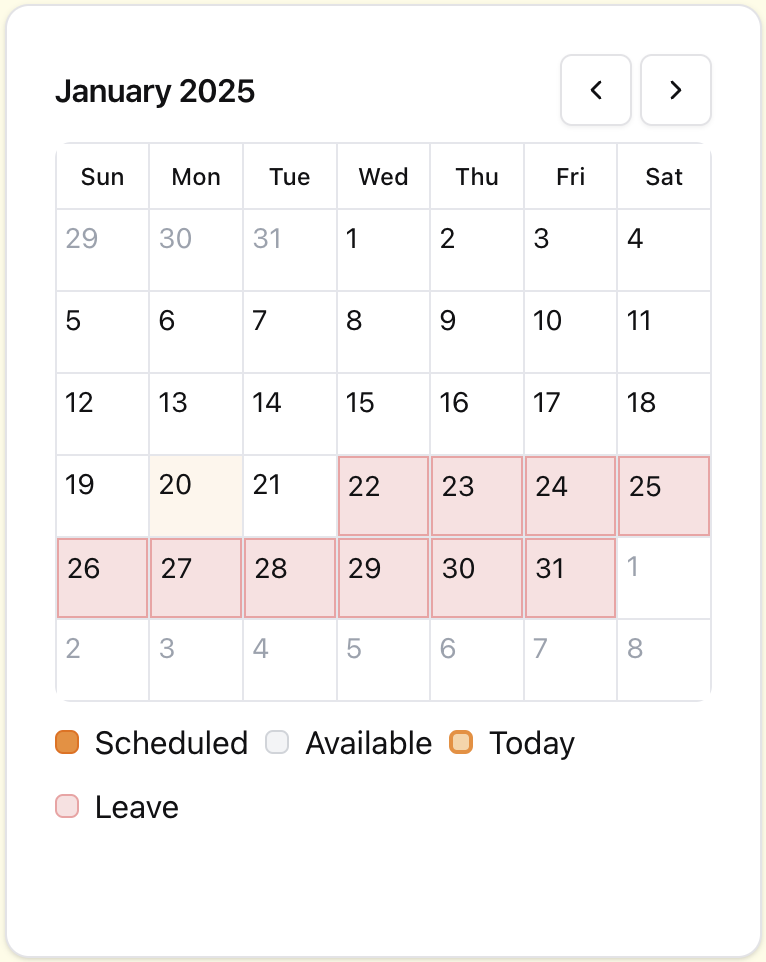 January 2025
Sun Mon Tue Wed Thu Fri Sat
29 30 31 1 2 3 4
5 6 7 8 9 10 11
12 13 14 15 16 17 18
19 20 21 22 23 24 25
26 27 28 29 30 31 1
2 3 4 5 6 7 8
Scheduled Available Today
Leave